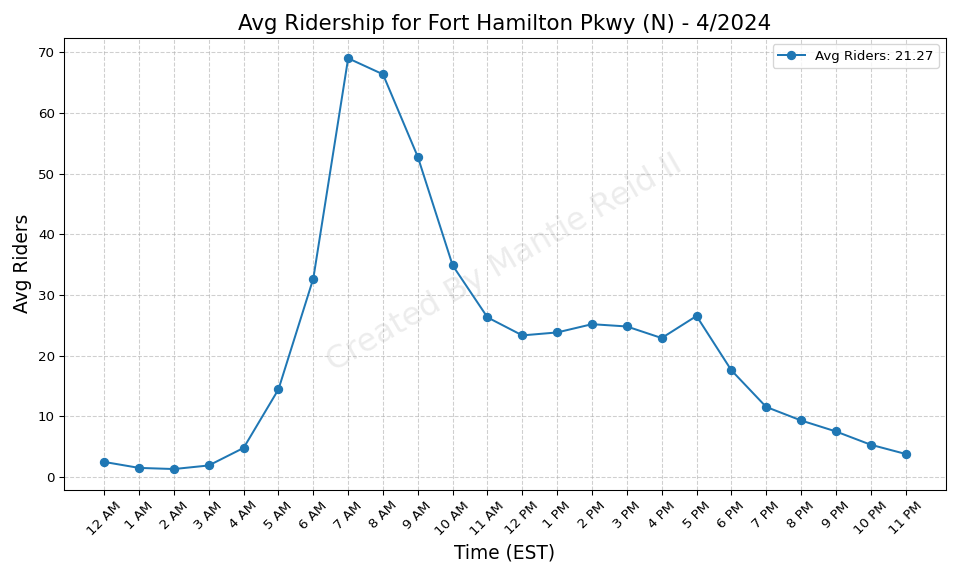 Avg Ridership for Fort Hamilton Pkwy (N) - 4/2024
Avg Riders: 21.27
70
60
50
40
30
20
10
0
Avg Riders
Created By Mantie Reid II
12 AM
1 AM
2 AM
3 AM
4 AM
5 AM
6 AM
7 AM
8 AM
9 AM
10 AM
11 AM
12 PM
1 PM
2 PM
3 PM
4 PM
5 PM
6 PM
7 PM
8 PM
9 PM
10 PM
11 PM
Time (EST)